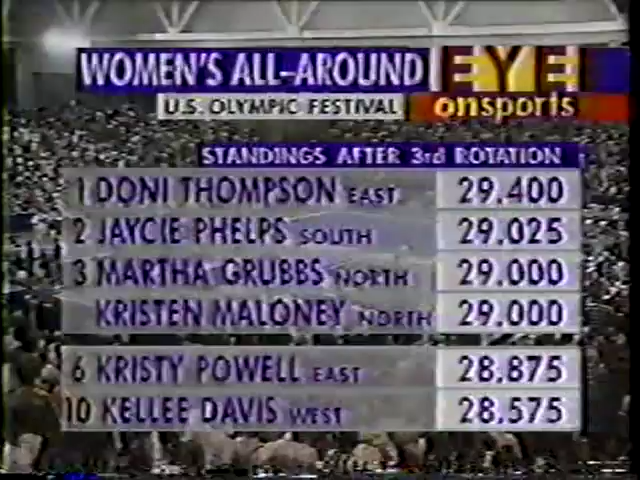 WOMEN'S ALL-AROUND EYE
U.S. OLYMPIC FESTIVAL onsports
STANDINGS AFTER 3rd ROTATION
1 DONI THOMPSON EAST 29.400
2 JAYCIE PHELPS SOUTH 29.025
3 MARTHA GRUBBS NORTH 29.000
KRISTEN MALONEY NORTH 29.000
6 KRISTY POWELL EAST 28.875
10 KELLEE DAVIS WEST 28.575